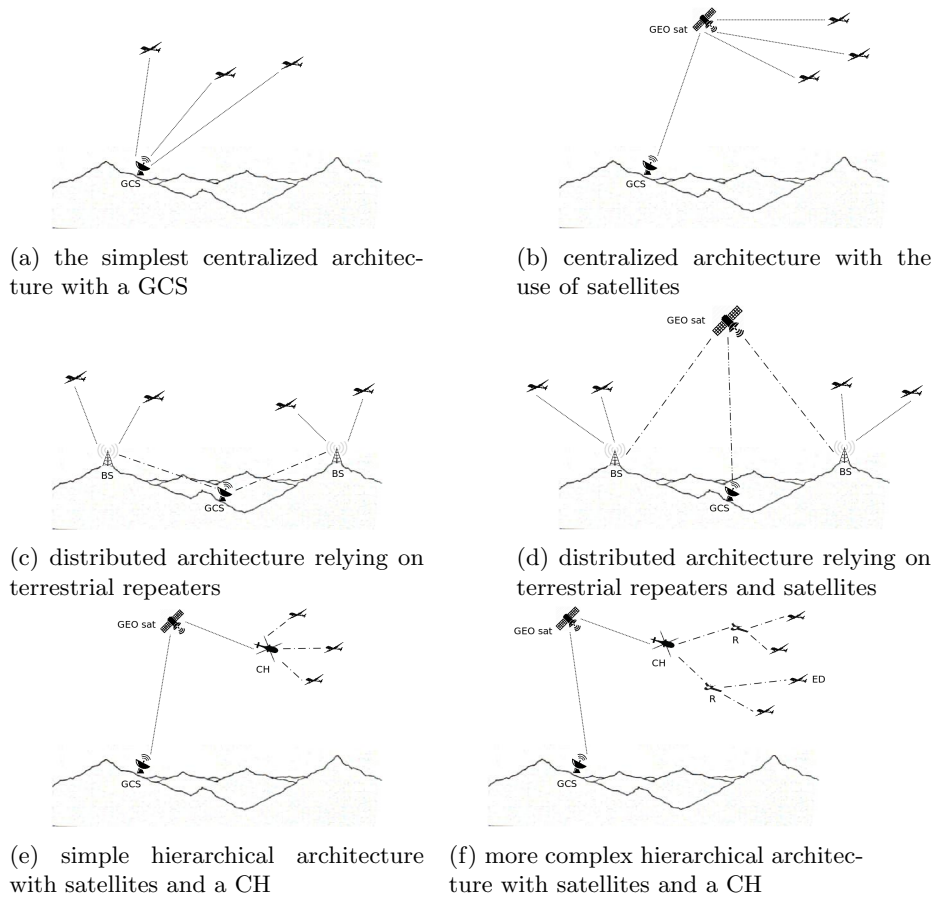 GCS
GEO sat
GCS
(a) the simplest centralized architec-
ture with a GCS
(b) centralized architecture with the
use of satellites
BS
GCS
BS
GEO sat
BS
GCS
BS
(c) distributed architecture relying on
terrestrial repeaters
(d) distributed architecture relying on
terrestrial repeaters and satellites
GEO sat
CH
GCS
GEO sat
CH
R
R
ED
GCS
(e) simple hierarchical architecture
with satellites and a CH
(f) more complex hierarchical architec-
ture with satellites and a CH